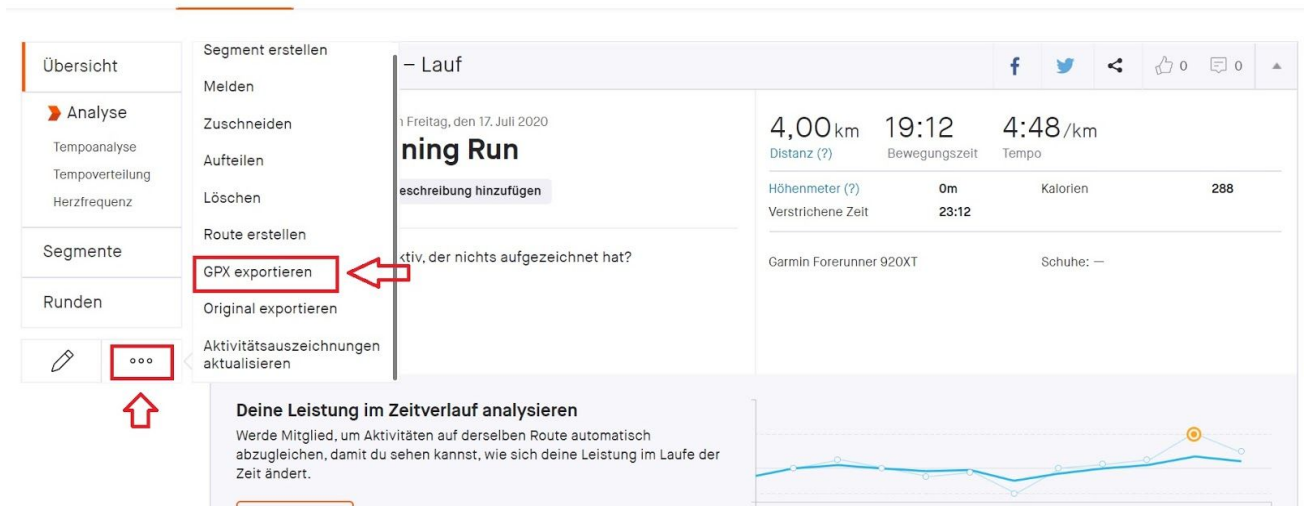 Übersicht
Analyse
Tempoanalyse
Tempoverteilung
Herzfrequenz
Segmente
Runden
Segment erstellen
Melden
Zuschneiden
Aufteilen
Löschen
Route erstellen
GPX exportieren
Original exportieren
Aktivitätsauszeichnungen
aktualisieren
– Lauf
0
0
Freitag, den 17. Juli 2020
ning Run
eschreibung hinzufügen
ktiv, der nichts aufgezeichnet hat?
4,00 km 19:12 4:48 /km
Distanz (?) Bewegungszeit Tempo
Höhenmeter (?) 0m Kalorien 288
Verstrichene Zeit 23:12
Garmin Forerunner 920XT Schuhe: —
Deine Leistung im Zeitverlauf analysieren
Werde Mitglied, um Aktivitäten auf derselben Route automatisch
abzugleichen, damit du sehen kannst, wie sich deine Leistung im Laufe der
Zeit ändert.